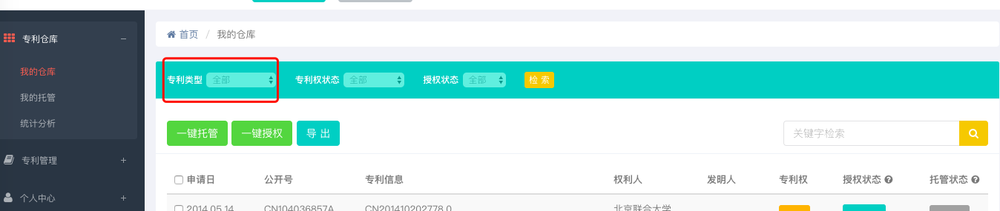 专利仓库
我的仓库
我的托管
统计分析
专利管理
个人中心
首页 / 我的仓库
专利类型 全部 专利权状态 全部 授权状态 全部 检 索
一键托管 一键授权 导 出 关键字检索
申请日 公开号 专利信息 权利人 发明人 专利权 授权状态 托管状态
2014.05.14 CN104036857A CN201410202778.0 北京联合大学